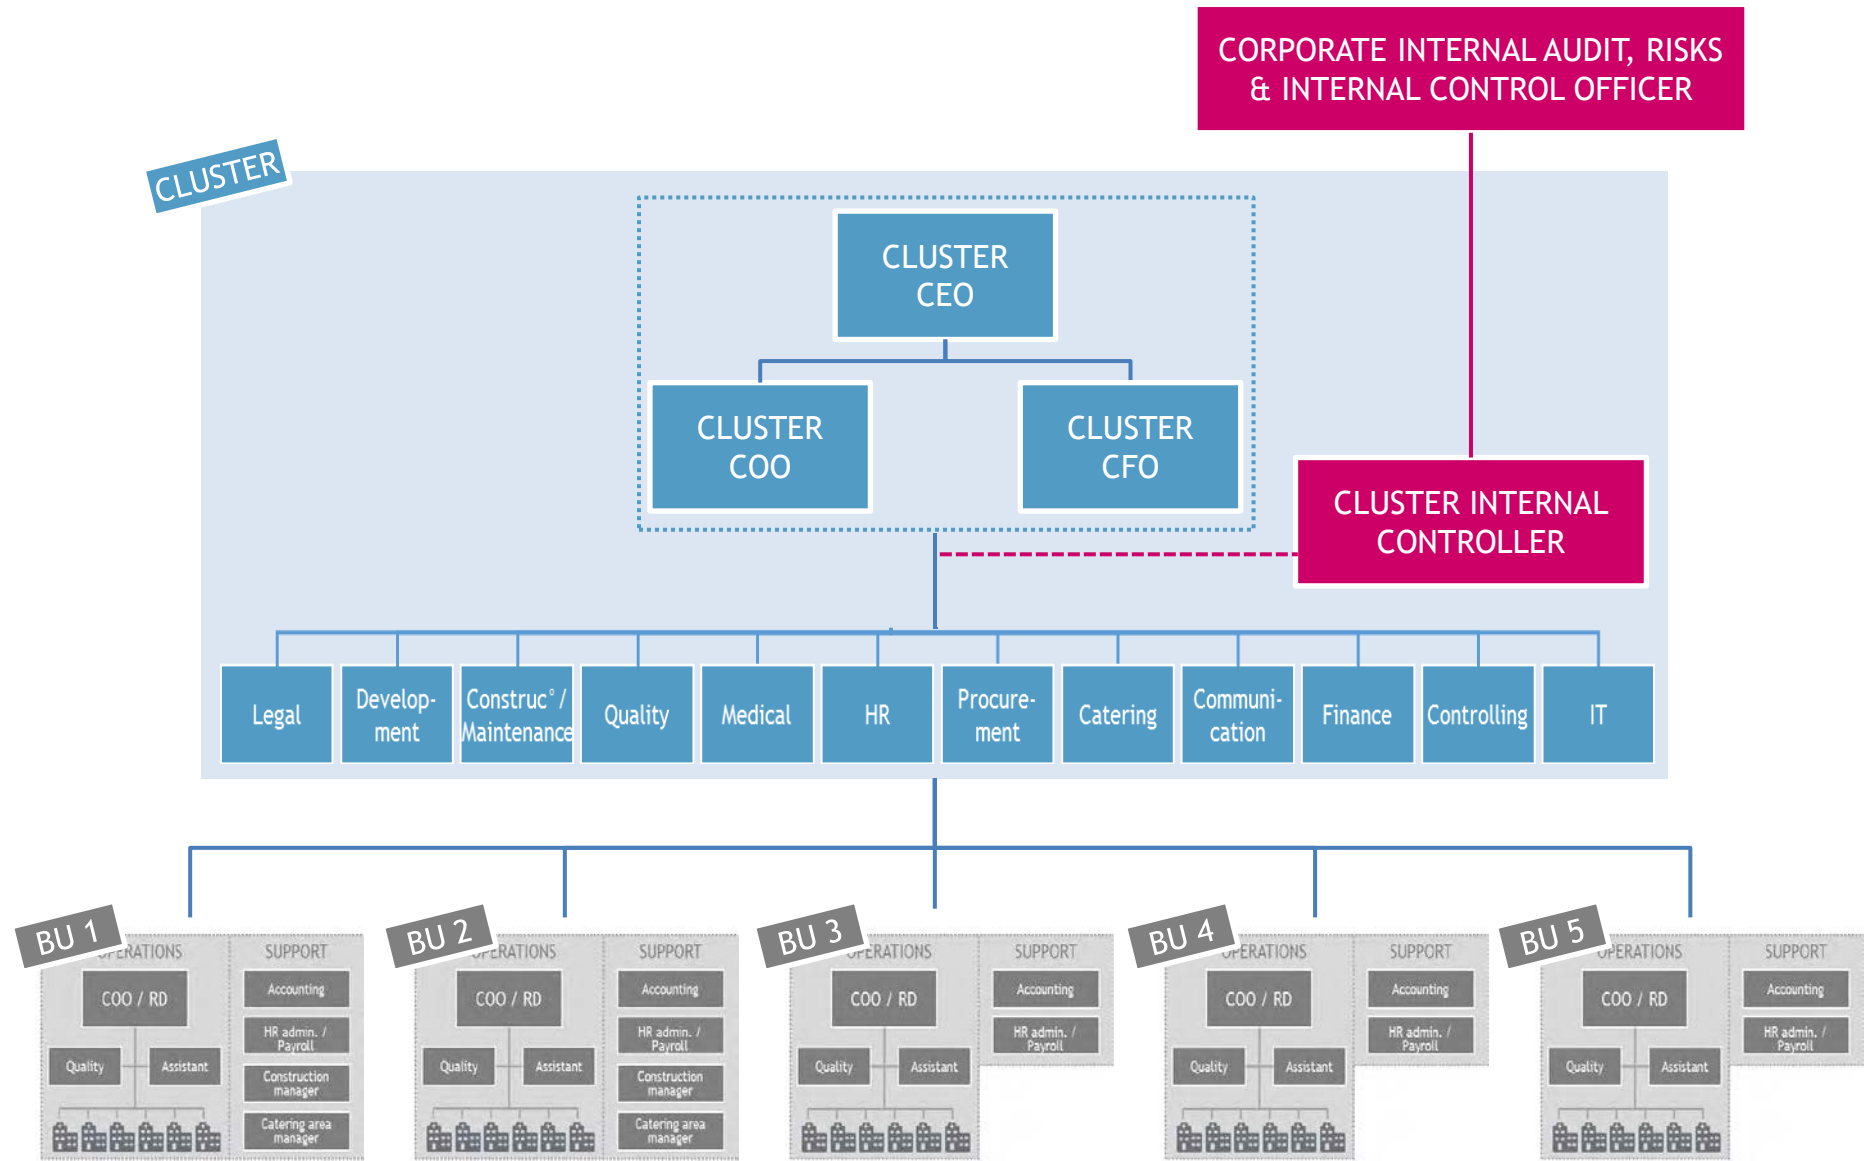 CORPORATE INTERNAL AUDIT, RISKS
& INTERNAL CONTROL OFFICER
CLUSTER
CLUSTER
CEO
CLUSTER
COO
CLUSTER
CFO
CLUSTER INTERNAL
CONTROLLER
Legal
Develop-
ment
Construc° /
Maintenance
Quality
Medical
HR
Procure-
ment
Catering
Communi-
cation
Finance
Controlling
IT
BU 1
OPERATIONS
SUPPORT
COO / RD
Quality
Assistant
Accounting
HR admin. /
Payroll
Construction
manager
Catering area
manager
BU 2
OPERATIONS
SUPPORT
COO / RD
Quality
Assistant
Accounting
HR admin. /
Payroll
Construction
manager
Catering area
manager
BU 3
OPERATIONS
SUPPORT
COO / RD
Quality
Assistant
Accounting
HR admin. /
Payroll
BU 4
OPERATIONS
SUPPORT
COO / RD
Quality
Assistant
Accounting
HR admin. /
Payroll
BU 5
OPERATIONS
SUPPORT
COO / RD
Quality
Assistant
Accounting
HR admin. /
Payroll